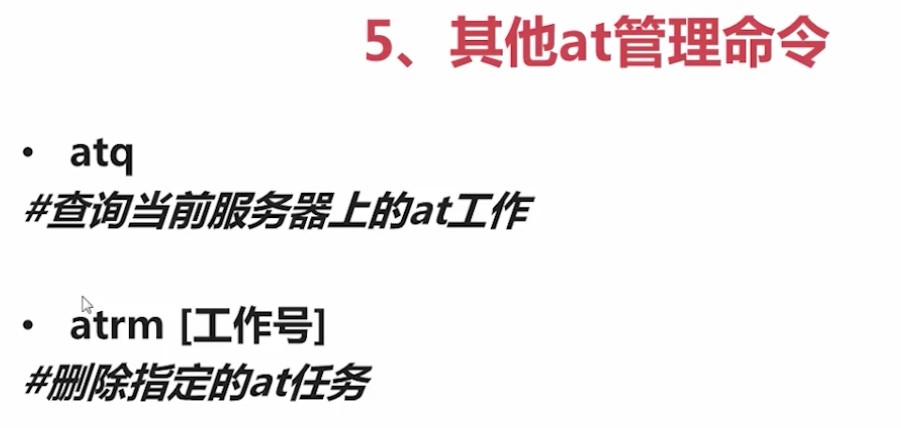 5、其他at管理命令
• atq
#查询当前服务器上的at工作
• atrm [工作号]
#删除指定的at任务